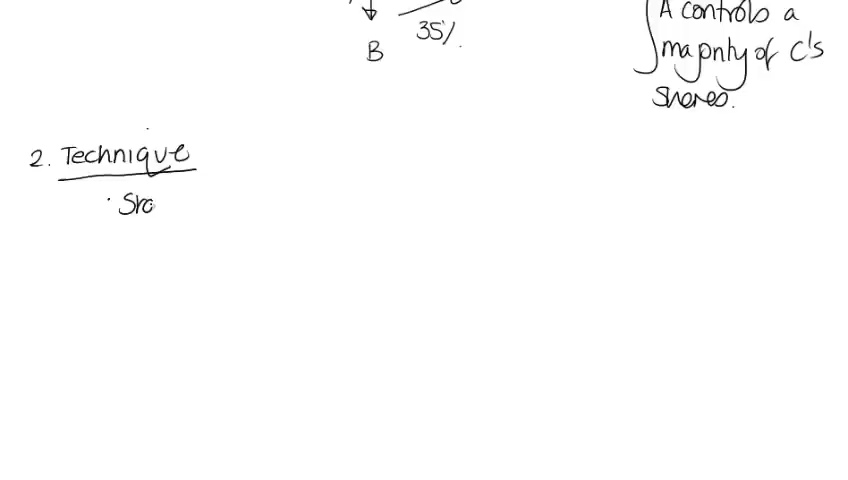 A controls a
35%.
majority of C's
B
shares.
2. Technique